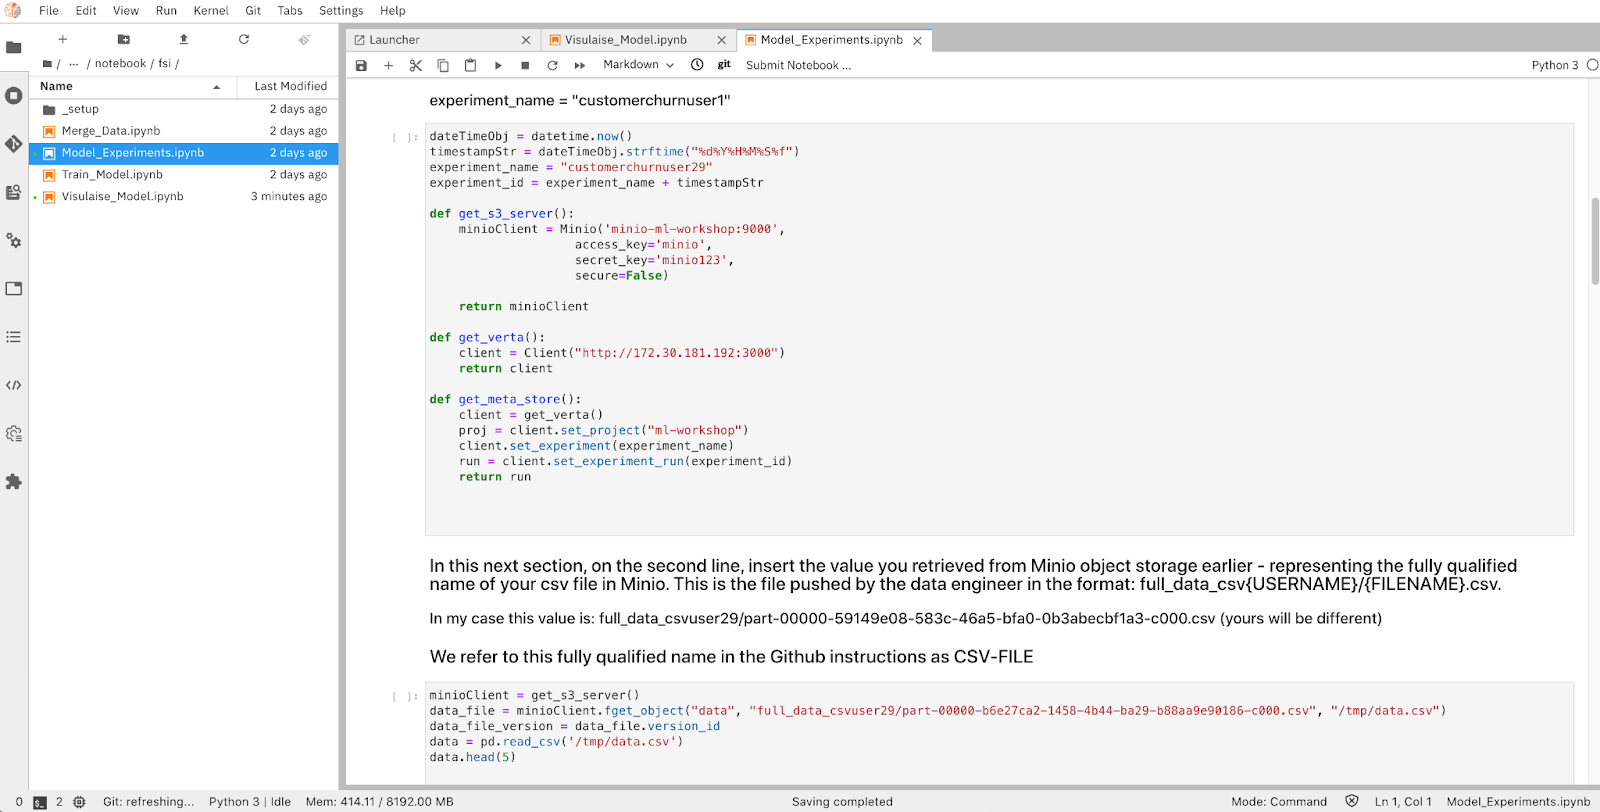 File Edit View Run Kernel Git Tabs Settings Help
/ ··· / notebook / fsi /
Name Last Modified
_setup 2 days ago
Merge_Data.ipynb 2 days ago
Model_Experiments.ipynb 2 days ago
Train_Model.ipynb 2 days ago
Visulaise_Model.ipynb 3 minutes ago
Launcher Visulaise_Model.ipynb Model_Experiments.ipynb
Markdown git Submit Notebook ... Python 3
experiment_name = "customerchurnuser1"
[ ]: dateTimeObj = datetime.now()
timestampStr = dateTimeObj.strftime("%d%Y%H%M%S%f")
experiment_name = "customerchurnuser29"
experiment_id = experiment_name + timestampStr
def get_s3_server():
minioClient = Minio('minio-ml-workshop:9000',
access_key='minio',
secret_key='minio123',
secure=False)
return minioClient
def get_verta():
client = Client("http://172.30.181.192:3000")
return client
def get_meta_store():
client = get_verta()
proj = client.set_project("ml-workshop")
client.set_experiment(experiment_name)
run = client.set_experiment_run(experiment_id)
return run
In this next section, on the second line, insert the value you retrieved from Minio object storage earlier - representing the fully qualified
name of your csv file in Minio. This is the file pushed by the data engineer in the format: full_data_csv{USERNAME}/{FILENAME}.csv.
In my case this value is: full_data_csvuser29/part-00000-59149e08-583c-46a5-bfa0-0b3abecbf1a3-c000.csv (yours will be different)
We refer to this fully qualified name in the Github instructions as CSV-FILE
[ ]: minioClient = get_s3_server()
data_file = minioClient.fget_object("data", "full_data_csvuser29/part-00000-b6e27ca2-1458-4b44-ba29-b88aa9e90186-c000.csv", "/tmp/data.csv")
data_file_version = data_file.version_id
data = pd.read_csv('/tmp/data.csv')
data.head(5)
0 2 Git: refreshing... Python 3 | Idle Mem: 414.11 / 8192.00 MB Saving completed Mode: Command Ln 1, Col 1 Model_Experiments.ipynb